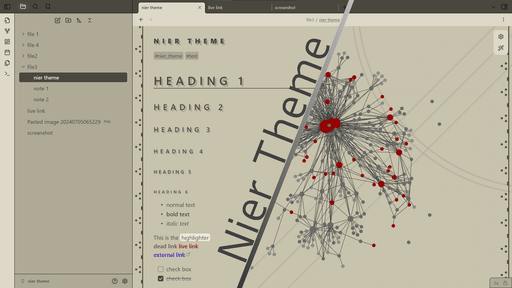 nier theme
live link
screenshot
file1 / nier theme
file 1
file 4
file2
file3
nier theme
note 1
note 2
live link
Pasted image 20240705065229
screenshot
nier theme
NIER THEME
#nier_theme #test
HEADING 1
HEADING 2
HEADING 3
HEADING 4
HEADING 5
HEADING 6
normal text
bold text
italic text
This is the highlighter
dead link live link
external link
check box
check box
Nier Theme